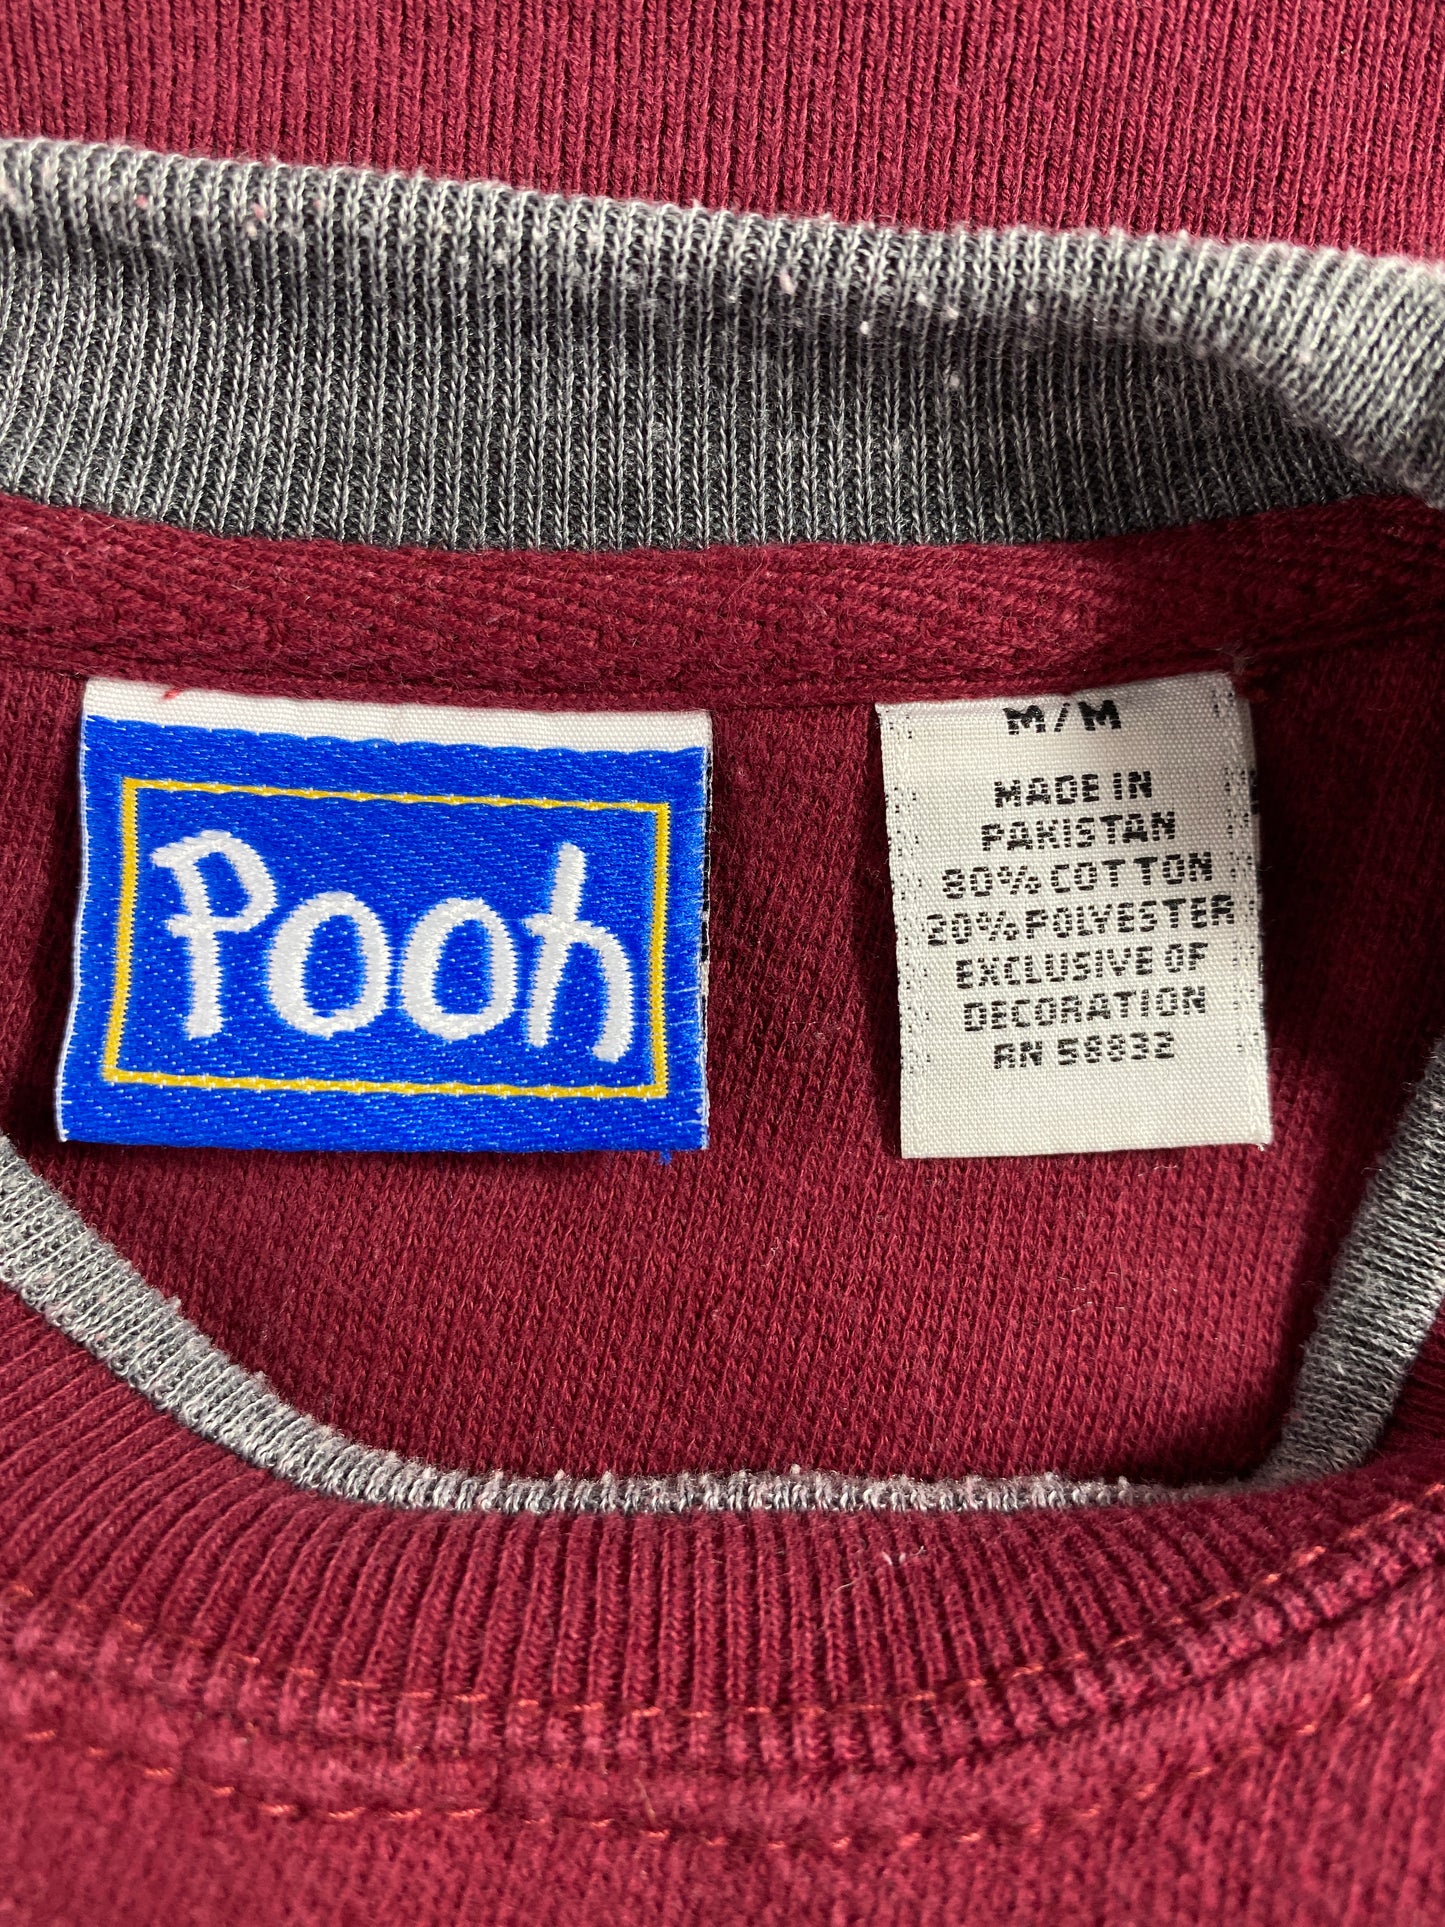 Pooh
M/M
MADE IN
PAKISTAN
80% COTTON
20% POLYESTER
EXCLUSIVE OF
DECORATION
RN 58832